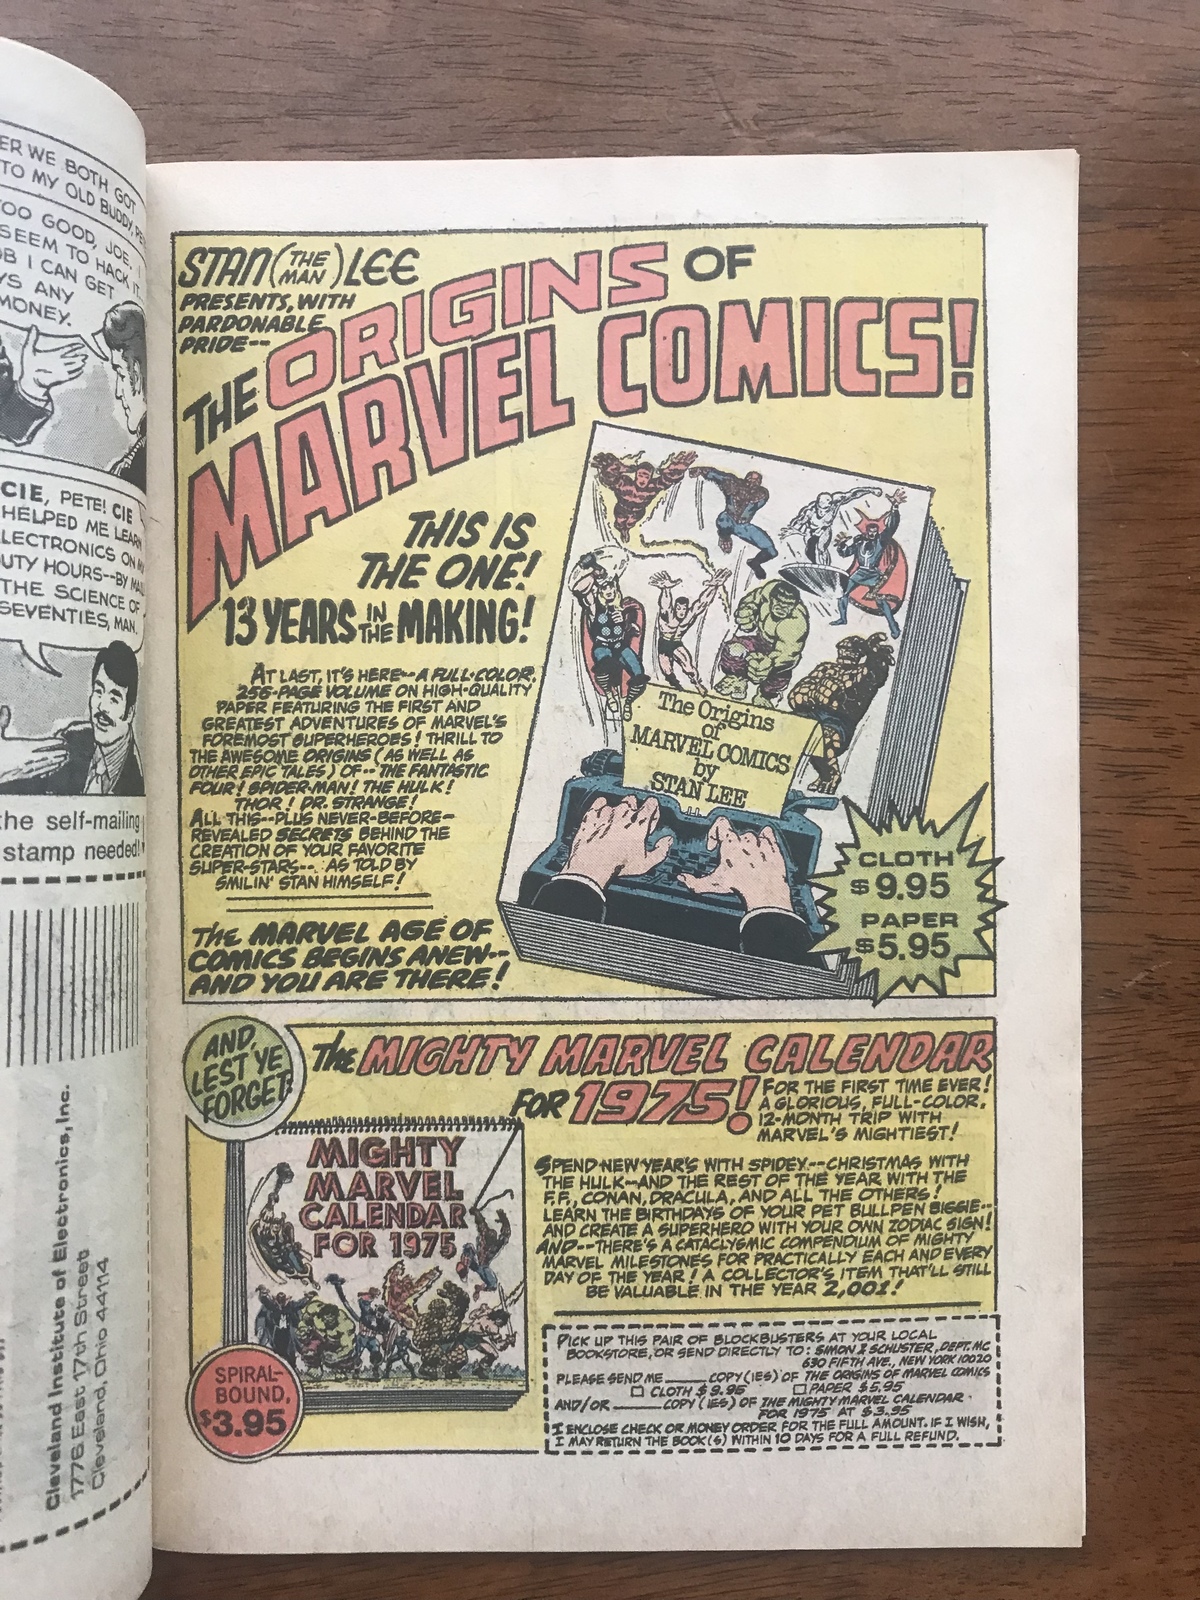 ER WE BOTH GOT
TO MY OLD BUDDY,
TOO GOOD, JOE. I
SEEM TO HACK IT.
OB I CAN GET
YS ANY
MONEY.
CIE, PETE! CIE
HELPED ME LEARN
ELECTRONICS ON
UTY HOURS--BY
THE SCIENCE OF
SEVENTIES, MAN.
the self-mailing
stamp needed!
Cleveland Institute of Electronics, Inc.
1776 East 17th Street
Cleveland, Ohio 44114
STAN (THE MAN) LEE
PRESENTS, WITH
PARDONABLE
PRIDE--
THE ORIGINS OF
MARVEL COMICS!
THIS IS
THE ONE!
13 YEARS IN THE MAKING!
AT LAST, IT'S HERE--A FULL-COLOR,
256-PAGE VOLUME ON HIGH-QUALITY
PAPER FEATURING THE FIRST AND
GREATEST ADVENTURES OF MARVEL'S
FOREMOST SUPERHEROES! THRILL TO
THE AWESOME ORIGINS (AS WELL AS
OTHER EPIC TALES) OF--THE FANTASTIC
FOUR! SPIDER-MAN! THE HULK!
THOR! DR. STRANGE!
ALL THIS--PLUS NEVER-BEFORE-
REVEALED SECRETS BEHIND THE
CREATION OF YOUR FAVORITE
SUPER-STARS-- AS TOLD BY
SMILIN' STAN HIMSELF!
THE MARVEL AGE OF
COMICS BEGINS ANEW--
AND YOU ARE THERE!
The Origins
of
MARVEL COMICS
by
STAN LEE
CLOTH
$9.95
PAPER
$5.95
AND,
LEST YE
FORGET:
THE MIGHTY MARVEL CALENDAR
FOR 1975!
FOR THE FIRST TIME EVER!
A GLORIOUS, FULL-COLOR,
12-MONTH TRIP WITH
MARVEL'S MIGHTIEST!
MIGHTY
MARVEL
CALENDAR
FOR 1975
SPEND NEW YEAR'S WITH SPIDEY--CHRISTMAS WITH
THE HULK--AND THE REST OF THE YEAR WITH THE
F.F., CONAN, DRACULA, AND ALL THE OTHERS!
LEARN THE BIRTHDAYS OF YOUR PET BULLPEN BIGGIE--
AND CREATE A SUPERHERO WITH YOUR OWN ZODIAC SIGN!
AND--THERE'S A CATACLYSMIC COMPENDIUM OF MIGHTY
MARVEL MILESTONES FOR PRACTICALLY EACH AND EVERY
DAY OF THE YEAR! A COLLECTOR'S ITEM THAT'LL STILL
BE VALUABLE IN THE YEAR 2,001!
SPIRAL-
BOUND,
$3.95
PICK UP THIS PAIR OF BLOCKBUSTERS AT YOUR LOCAL
BOOKSTORE, OR SEND DIRECTLY TO: SIMON & SCHUSTER, DEPT. MC
630 FIFTH AVE., NEW YORK 10020
PLEASE SEND ME ____ COPY (IES) OF THE ORIGINS OF MARVEL COMICS
CLOTH $9.95 PAPER $5.95
AND/OR ____ COPY (IES) OF THE MIGHTY MARVEL CALENDAR
FOR 1975 AT $3.95
I ENCLOSE CHECK OR MONEY ORDER FOR THE FULL AMOUNT. IF I WISH,
I MAY RETURN THE BOOK(S) WITHIN 10 DAYS FOR A FULL REFUND.